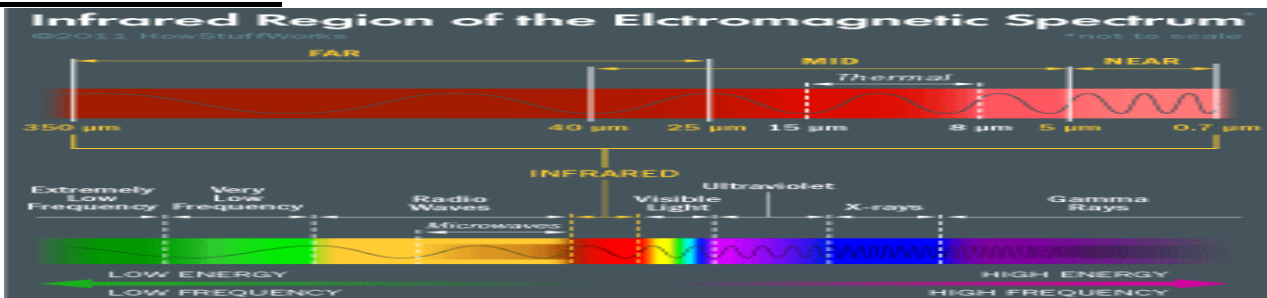 Infrared Region of the Elctromagnetic Spectrum*
©2011 HowStuffWorks *not to scale
FAR
MID NEAR
Thermal
350 µm 40 µm 25 µm 15 µm 8 µm 5 µm 0.7 µm
INFRARED
Extremely Low Frequency
Very Low Frequency
Radio Waves
Microwaves
Visible Light
Ultraviolet
X-rays
Gamma Rays
LOW ENERGY HIGH ENERGY
LOW FREQUENCY HIGH FREQUENCY